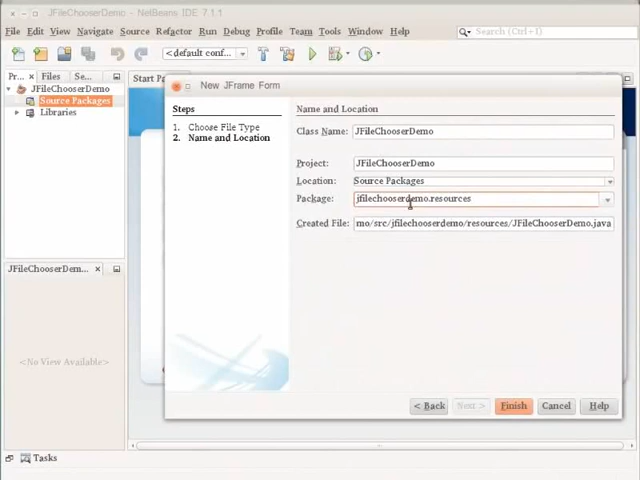 JFileChooserDemo - NetBeans IDE 7.1.1
File Edit View Navigate Source Refactor Run Debug Profile Team Tools Window Help
Search (Ctrl+I)
<default conf...
Pr... Files Se...
Start Pa
JFileChooserDemo
Source Packages
Libraries
New JFrame Form
Steps
1. Choose File Type
2. Name and Location
Name and Location
Class Name: JFileChooserDemo
Project: JFileChooserDemo
Location: Source Packages
Package: jfilechooserdemo.resources
Created File: mo/src/jfilechooserdemo/resources/JFileChooserDemo.java
JFileChooserDem...
<No View Available>
< Back Next > Finish Cancel Help
Tasks